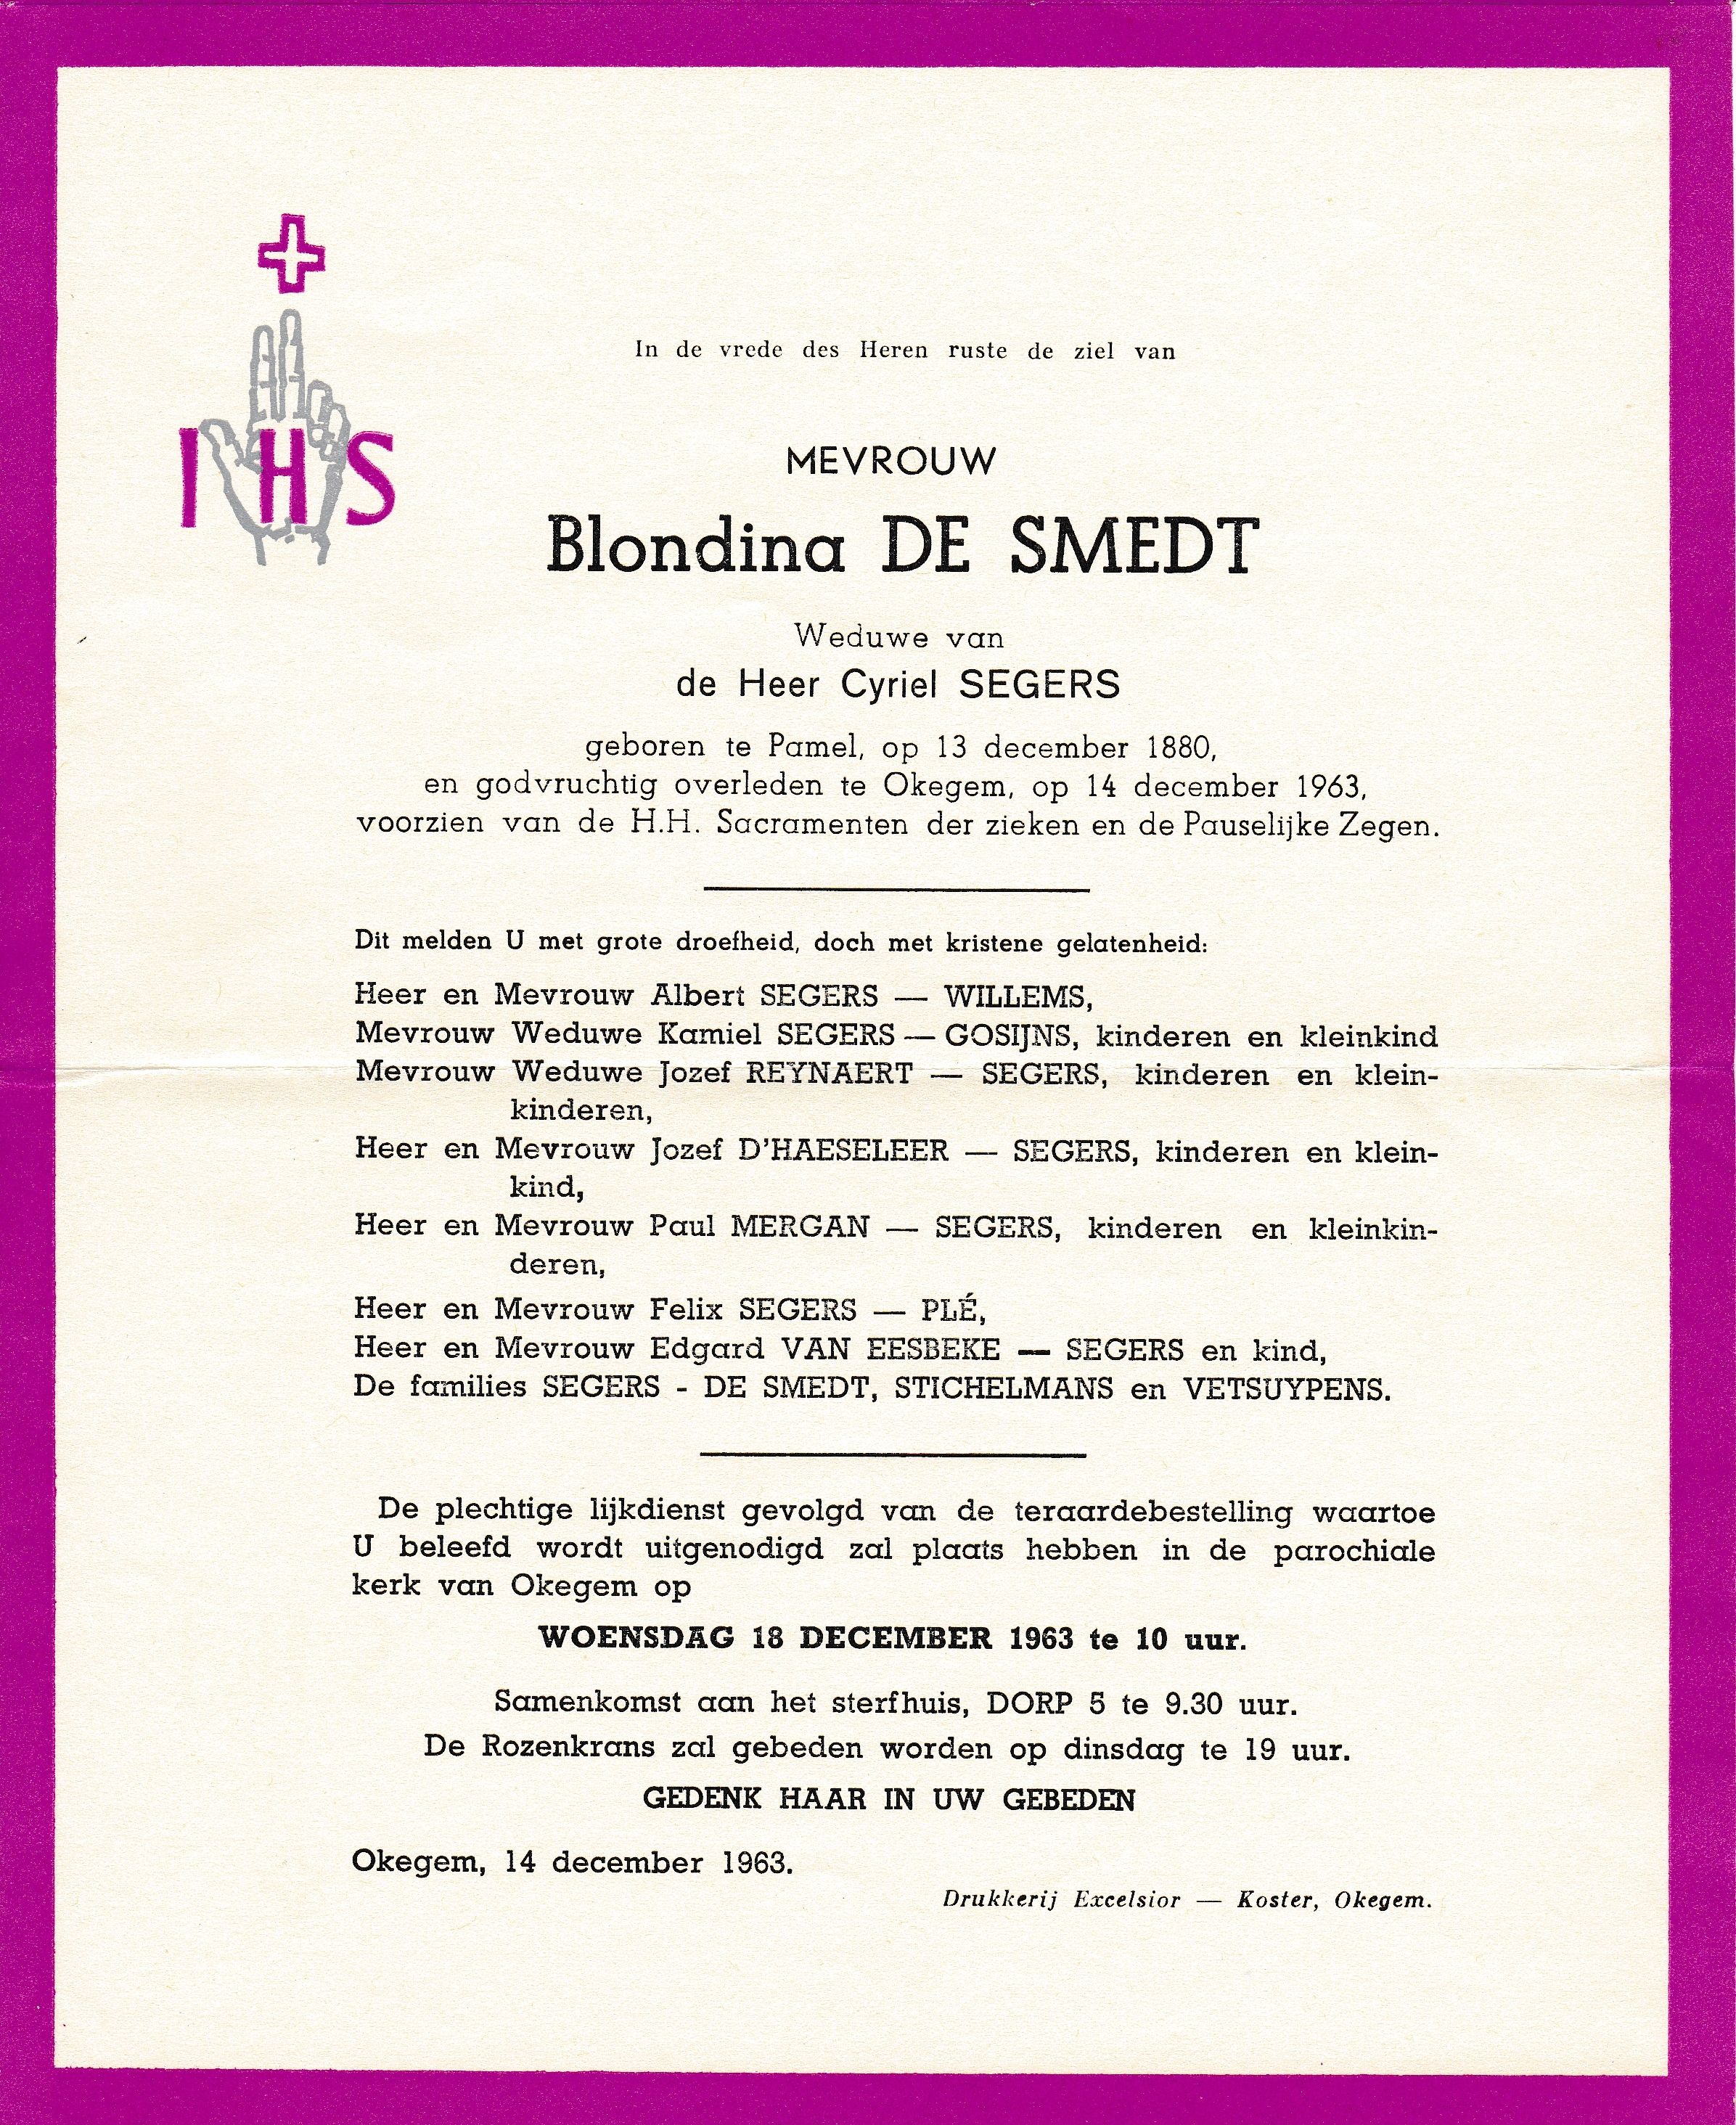 IHS
In de vrede des Heren ruste de ziel van
MEVROUW
Blondina DE SMEDT
Weduwe van
de Heer Cyriel SEGERS
geboren te Pamel, op 13 december 1880,
en godvruchtig overleden te Okegem, op 14 december 1963,
voorzien van de H.H. Sacramenten der zieken en de Pauselijke Zegen.
Dit melden U met grote droefheid, doch met kristene gelatenheid:
Heer en Mevrouw Albert SEGERS — WILLEMS,
Mevrouw Weduwe Kamiel SEGERS — GOSIJNS, kinderen en kleinkind
Mevrouw Weduwe Jozef REYNAERT — SEGERS, kinderen en klein-
kinderen,
Heer en Mevrouw Jozef D'HAESELEER — SEGERS, kinderen en klein-
kind,
Heer en Mevrouw Paul MERGAN — SEGERS, kinderen en kleinkin-
deren,
Heer en Mevrouw Felix SEGERS — PLÉ,
Heer en Mevrouw Edgard VAN EESBEKE — SEGERS en kind,
De families SEGERS - DE SMEDT, STICHELMANS en VETSUYPENS.
De plechtige lijkdienst gevolgd van de teraardebestelling waartoe
U beleefd wordt uitgenodigd zal plaats hebben in de parochiale
kerk van Okegem op
WOENSDAG 18 DECEMBER 1963 te 10 uur.
Samenkomst aan het sterfhuis, DORP 5 te 9.30 uur.
De Rozenkrans zal gebeden worden op dinsdag te 19 uur.
GEDENK HAAR IN UW GEBEDEN
Okegem, 14 december 1963.
Drukkerij Excelsior — Koster, Okegem.